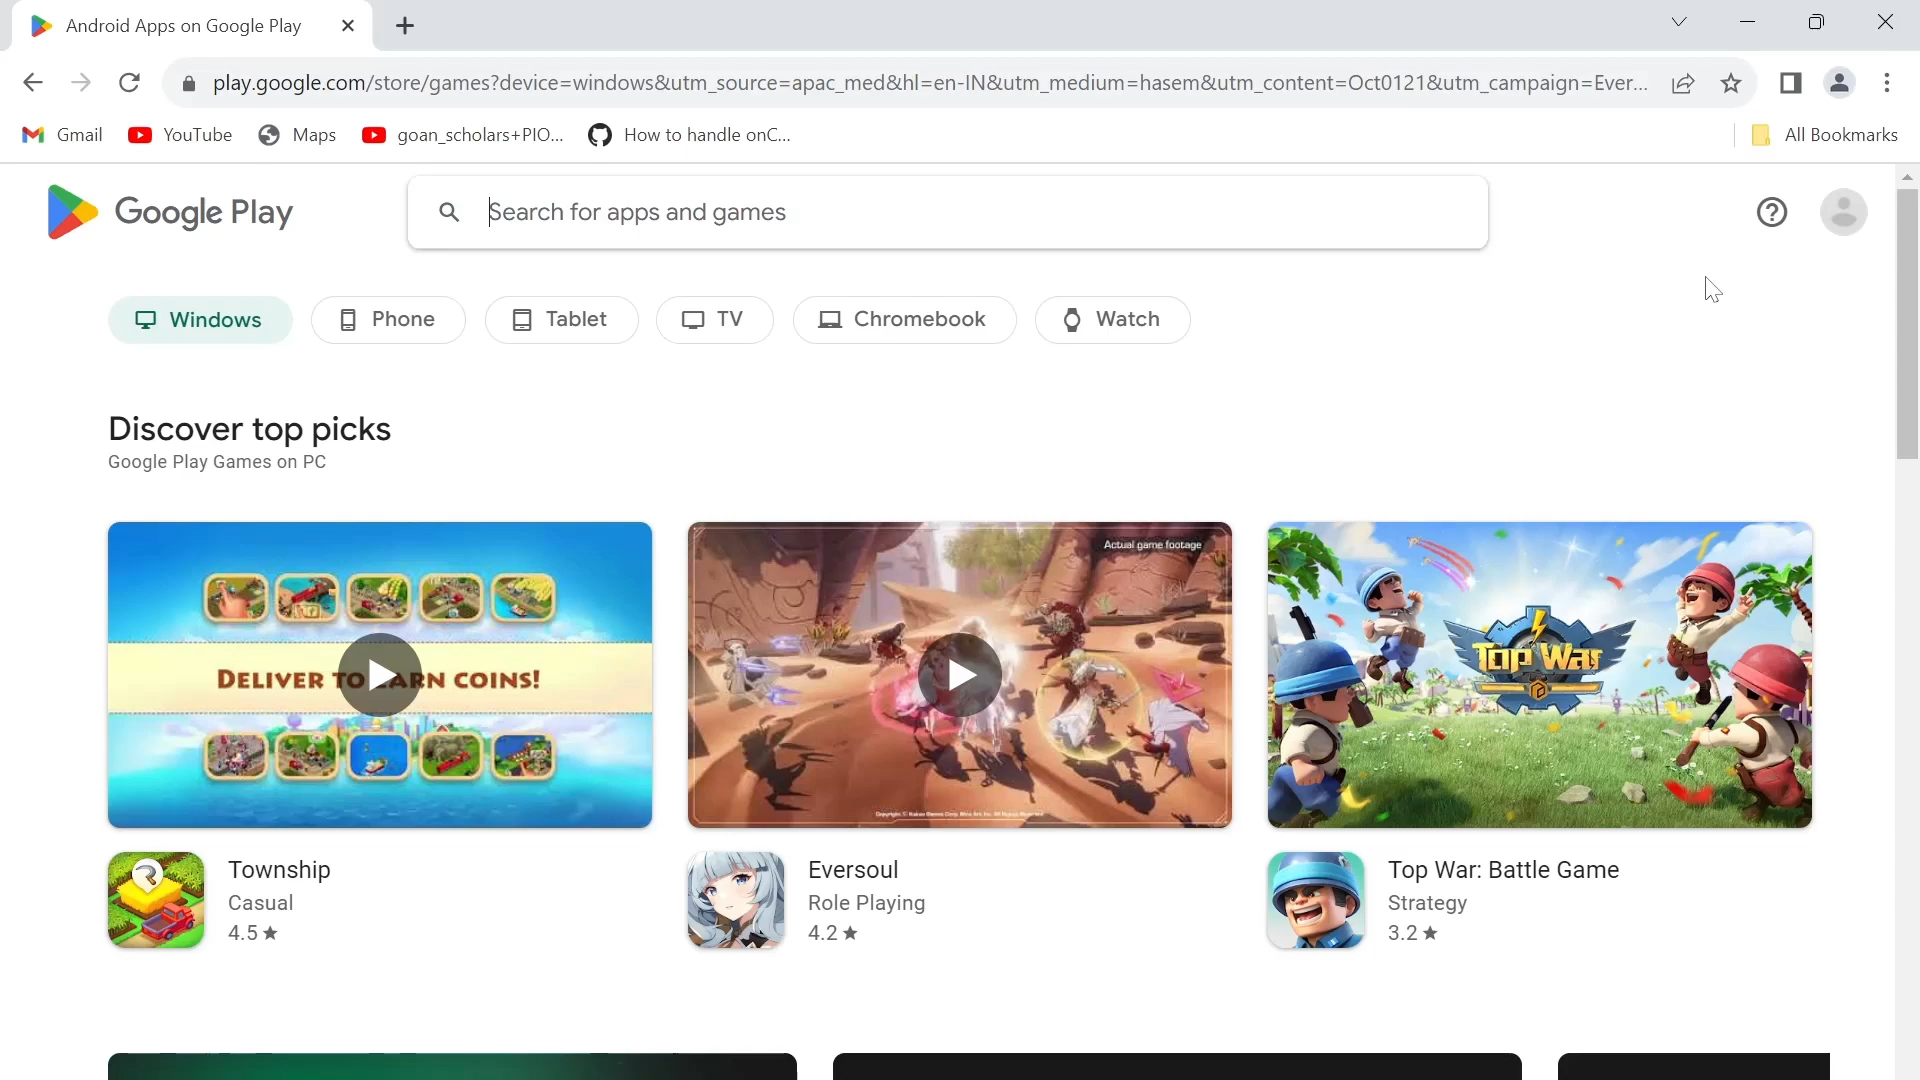 Android Apps on Google Play
play.google.com/store/games?device=windows&utm_source=apac_med&hl=en-IN&utm_medium=hasem&utm_content=Oct0121&utm_campaign=Ever...
Gmail YouTube Maps goan_scholars+PIO... How to handle onC... All Bookmarks
Google Play Search for apps and games
Windows Phone Tablet TV Chromebook Watch
Discover top picks
Google Play Games on PC
Actual game footage
TOP WAR
DELIVER TO EARN COINS!
Township Eversoul Top War: Battle Game
Casual Role Playing Strategy
4.5★ 4.2★ 3.2★